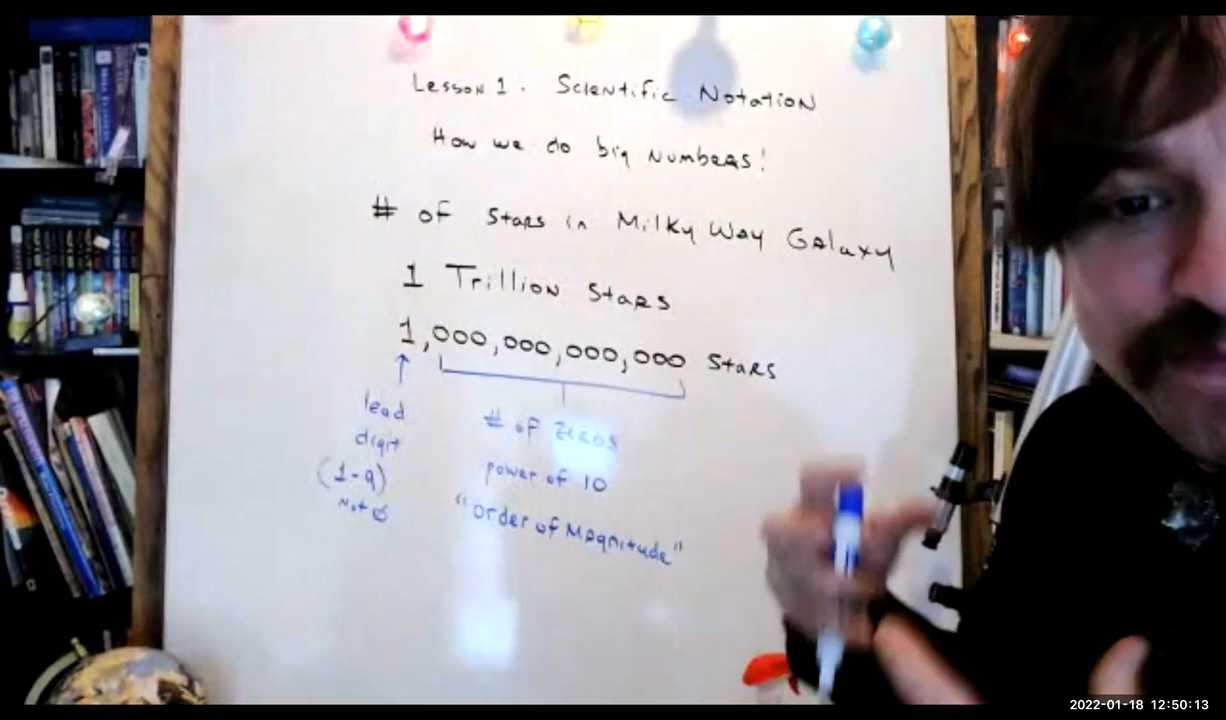 Lesson 1. Scientific Notation
How we do big numbers!
# of Stars in Milky Way Galaxy
1 Trillion Stars
1,000,000,000,000 Stars
lead
digit
(1-9)
Not 0
# of Zeros
power of 10
"Order of Magnitude"
2022-01-18 12:50:13